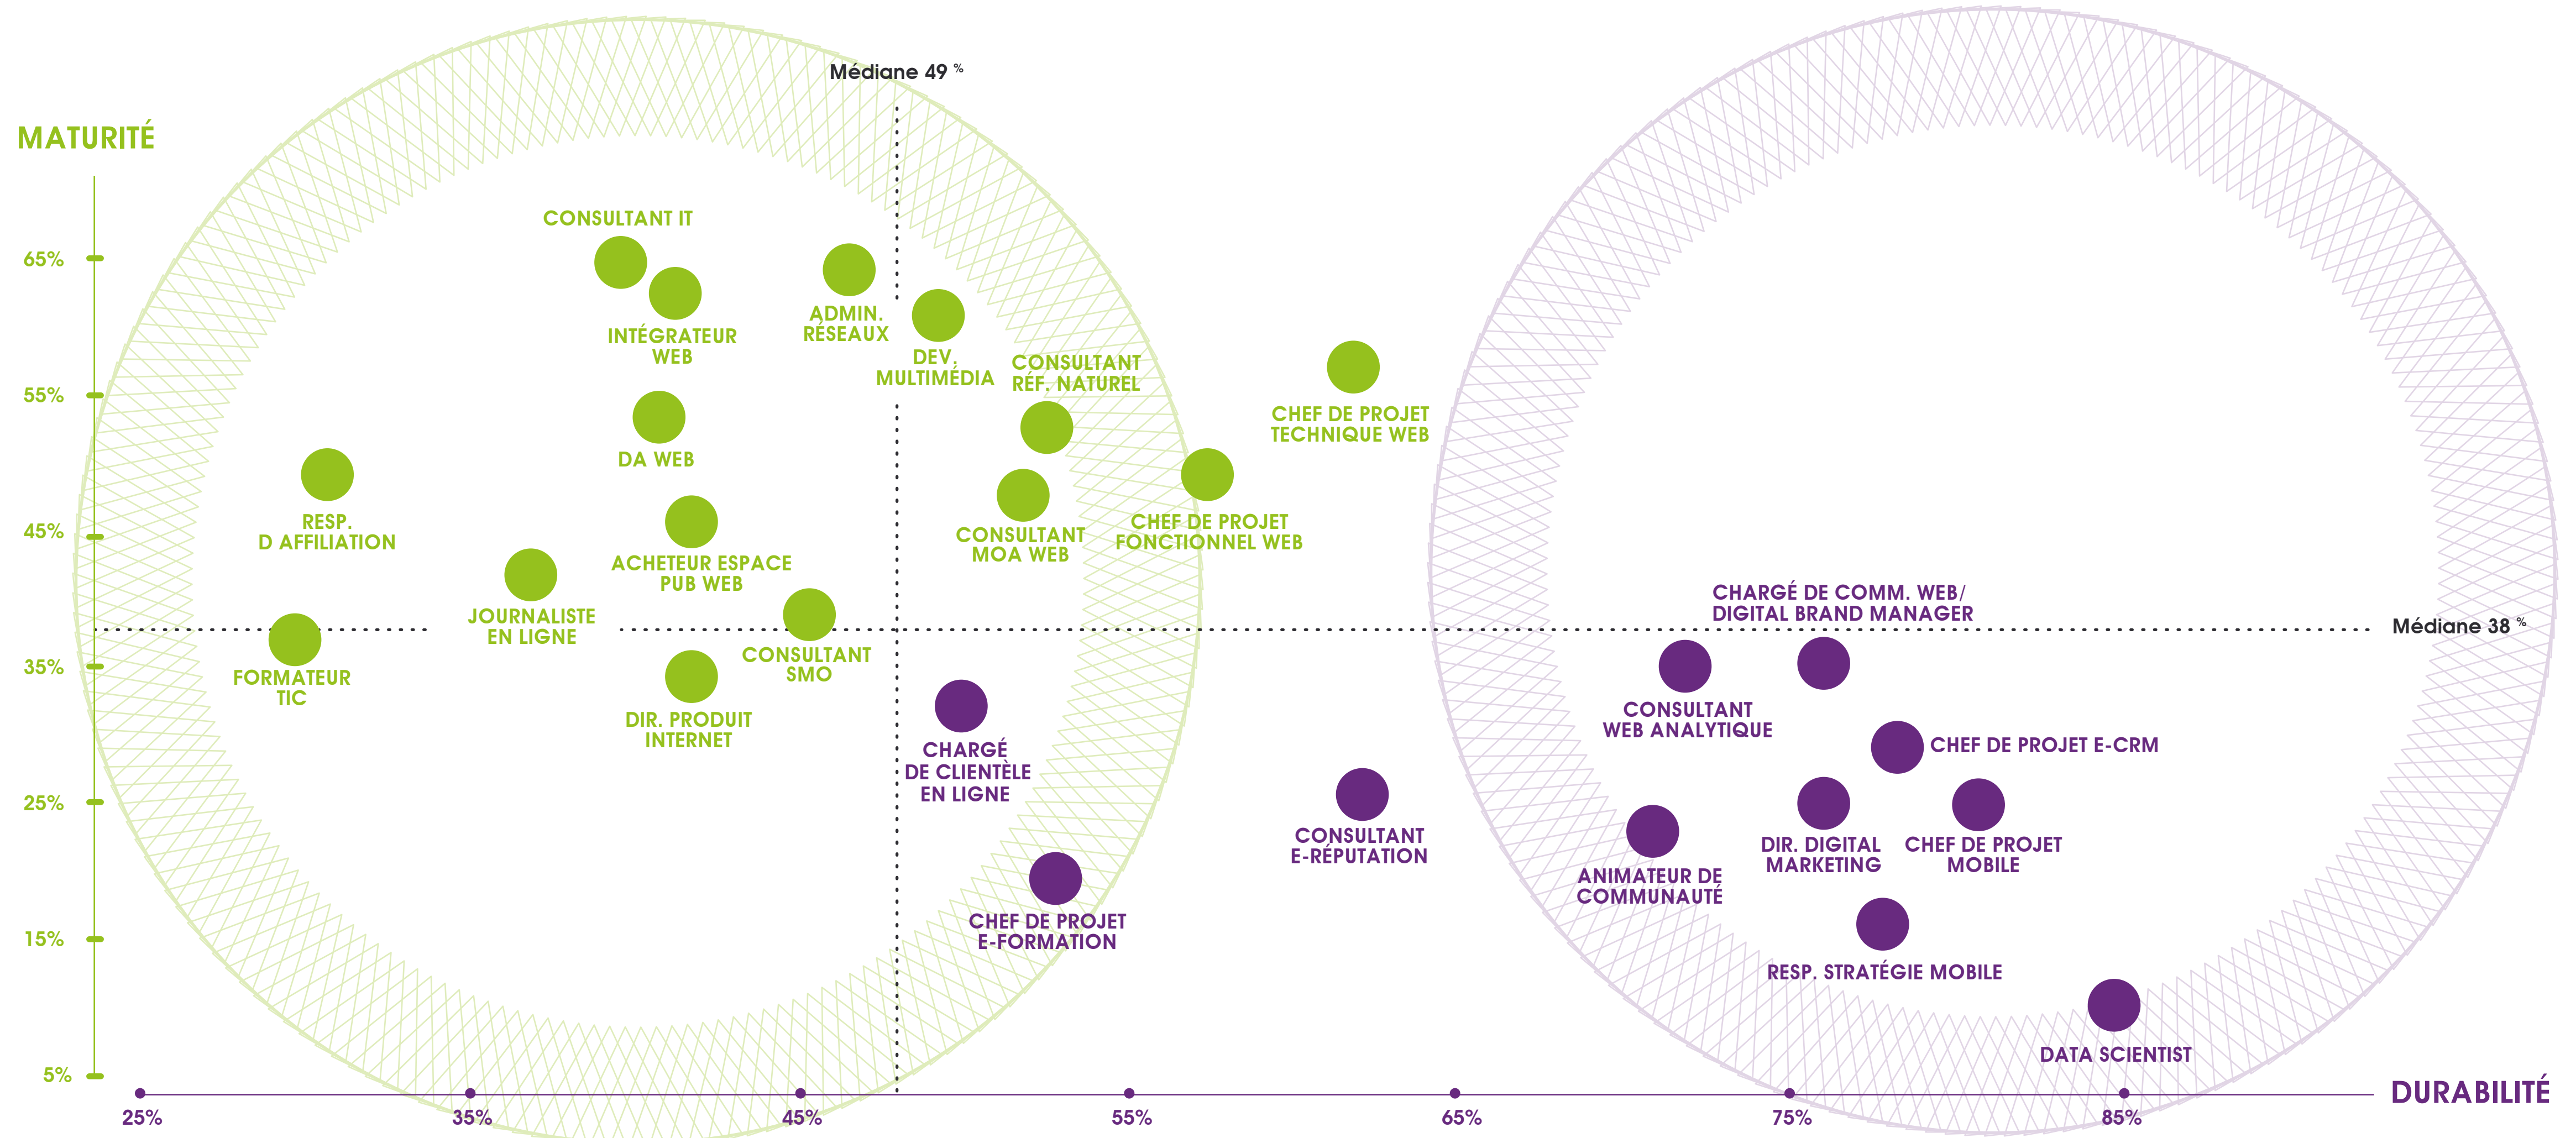 Médiane 49 %
MATURITÉ
65%
55%
45%
35%
25%
15%
5%
CONSULTANT IT
INTÉGRATEUR
WEB
ADMIN.
RÉSEAUX
DEV.
MULTIMÉDIA
CONSULTANT
RÉF. NATUREL
CHEF DE PROJET
TECHNIQUE WEB
DA WEB
RESP.
D AFFILIATION
ACHETEUR ESPACE
PUB WEB
CONSULTANT
MOA WEB
CHEF DE PROJET
FONCTIONNEL WEB
JOURNALISTE
EN LIGNE
CONSULTANT
SMO
FORMATEUR
TIC
DIR. PRODUIT
INTERNET
CHARGÉ DE COMM. WEB/
DIGITAL BRAND MANAGER
Médiane 38 %
CONSULTANT
WEB ANALYTIQUE
CHARGÉ
DE CLIENTÈLE
EN LIGNE
CHEF DE PROJET E-CRM
CONSULTANT
E-RÉPUTATION
DIR. DIGITAL
MARKETING
CHEF DE PROJET
MOBILE
ANIMATEUR DE
COMMUNAUTÉ
CHEF DE PROJET
E-FORMATION
RESP. STRATÉGIE MOBILE
DATA SCIENTIST
DURABILITÉ
25%
35%
45%
55%
65%
75%
85%